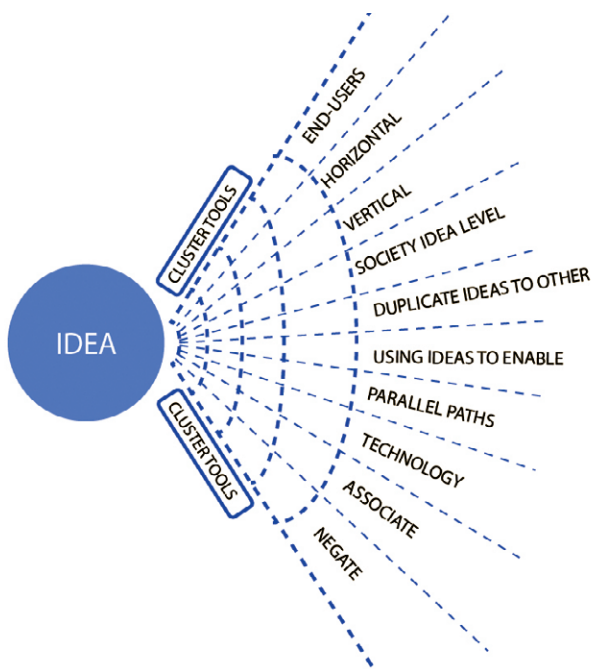 END-USERS
HORIZONTAL
CLUSTER TOOLS
VERTICAL
SOCIETY IDEA LEVEL
DUPLICATE IDEAS TO OTHER
IDEA
USING IDEAS TO ENABLE
PARALLEL PATHS
CLUSTER TOOLS
TECHNOLOGY
ASSOCIATE
NEGATE